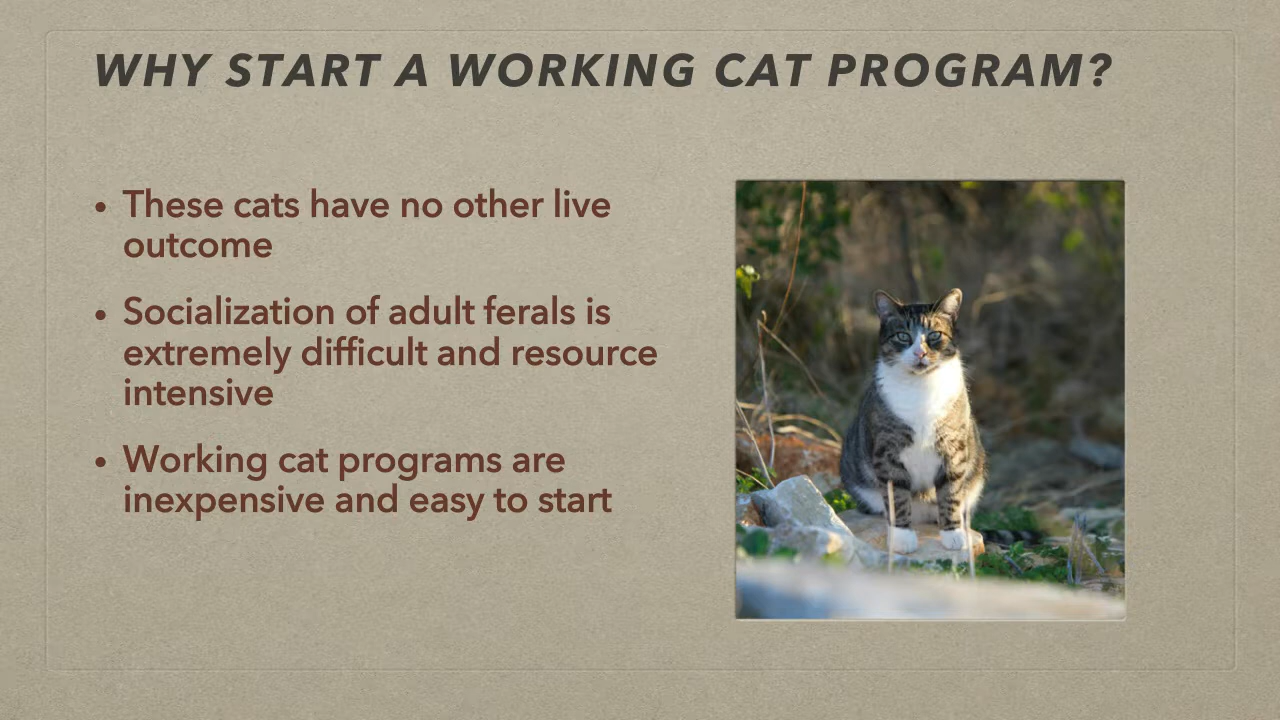 WHY START A WORKING CAT PROGRAM?
• These cats have no other live
outcome
• Socialization of adult ferals is
extremely difficult and resource
intensive
• Working cat programs are
inexpensive and easy to start